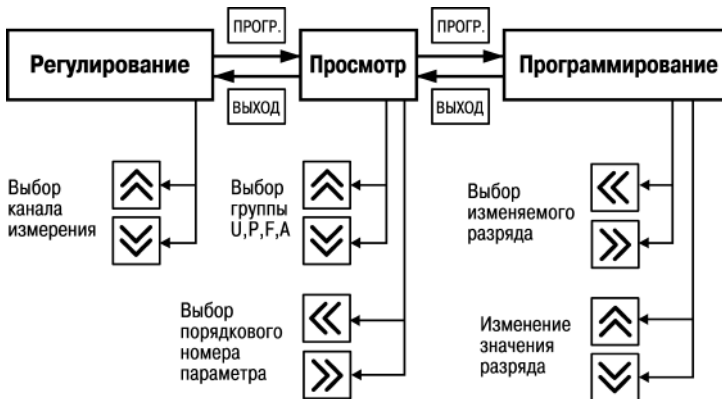 ПРОГР.
ПРОГР.
Регулирование
Просмотр
Программирование
ВЫХОД
ВЫХОД
Выбор
канала
измерения
Выбор
группы
U,P,F,A
Выбор
изменяемого
разряда
Выбор
порядкового
номера
параметра
Изменение
значения
разряда